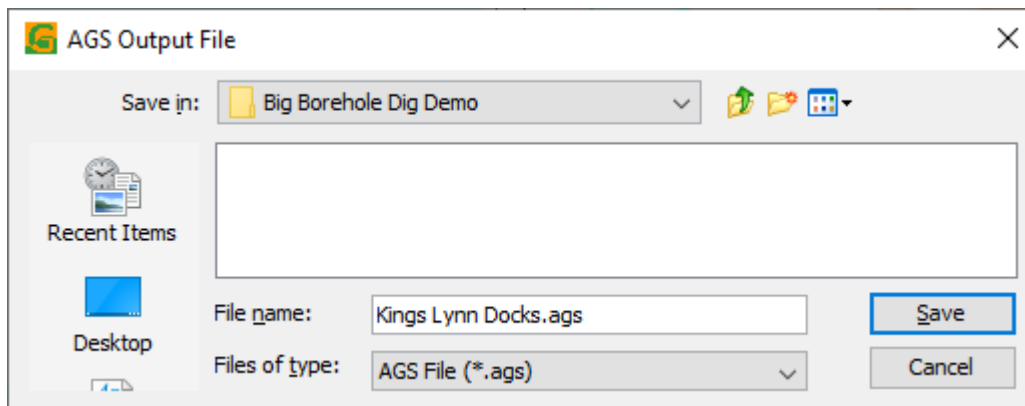 AGS Output File
Save in: Big Borehole Dig Demo
Recent Items
Desktop
File name: Kings Lynn Docks.ags Save
Files of type: AGS File (*.ags) Cancel